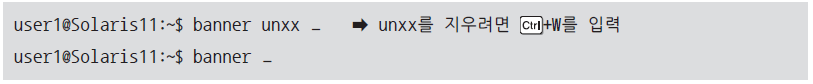 user1@Solaris11:~$ banner unxx _ ➡ unxx를 지우려면 Ctrl+W를 입력
user1@Solaris11:~$ banner _